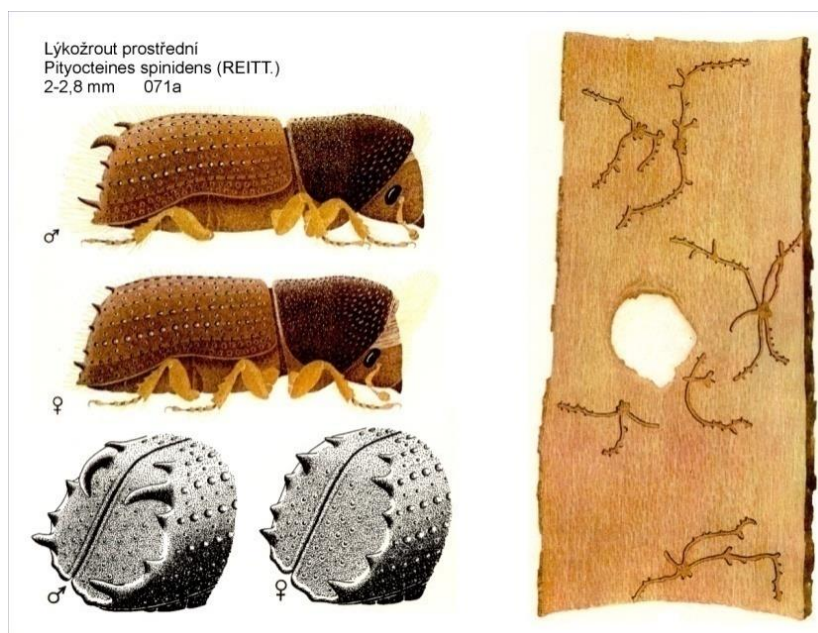 Lýkožrout prostřední
Pityocteines spinidens (REITT.)
2-2,8 mm 071a
♂
♀
♂
♀